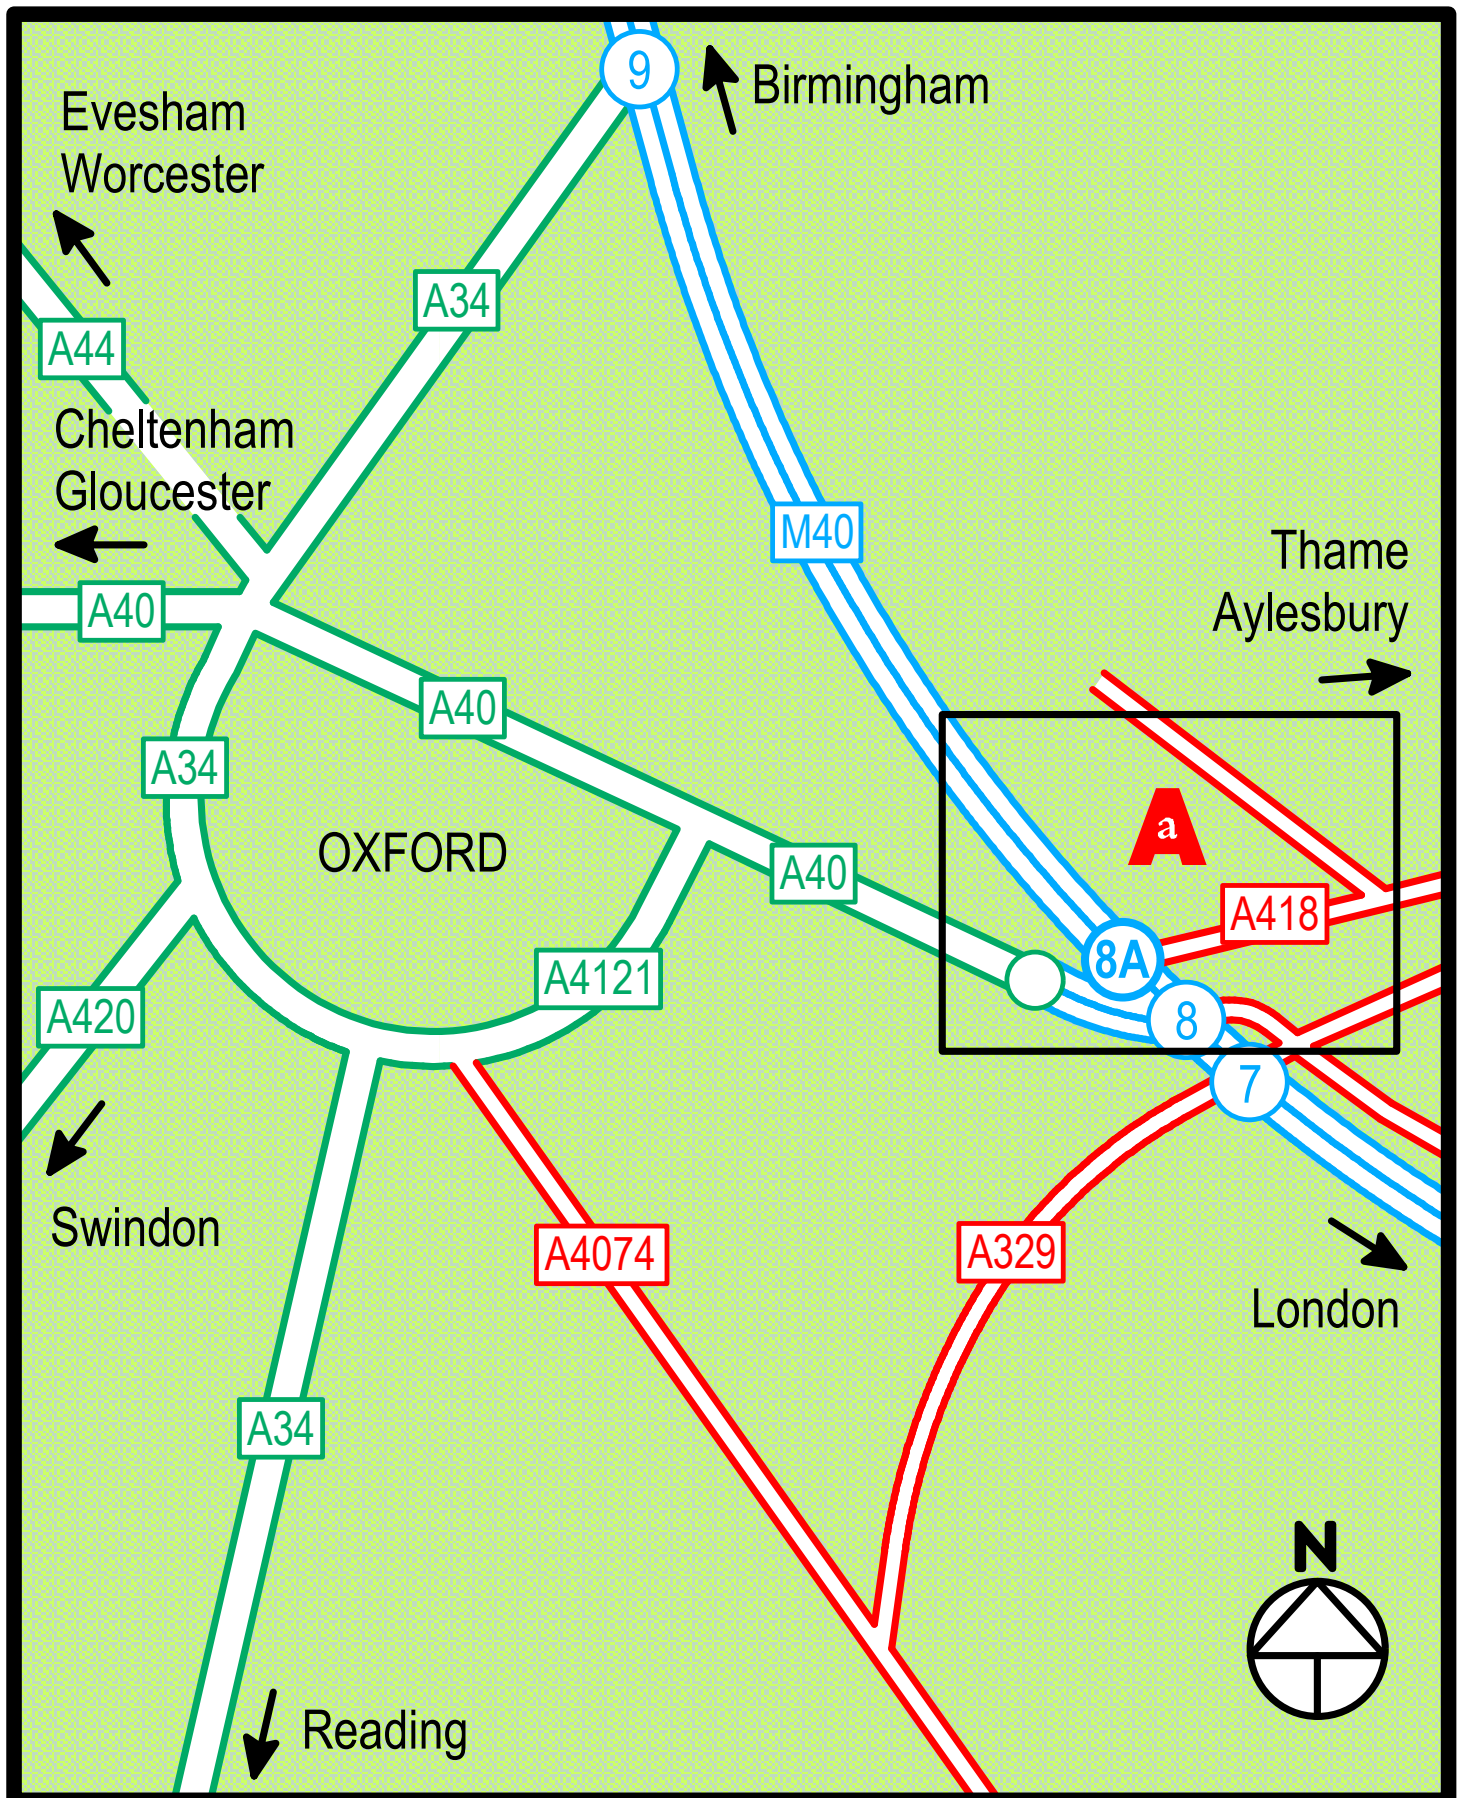 9
Birmingham
Evesham
Worcester
A34
A44
Cheltenham
Gloucester
M40
Thame
Aylesbury
A40
A40
A34
OXFORD
A
a
A40
A418
8A
A4121
A420
8
7
Swindon
A4074
A329
London
A34
N
Reading